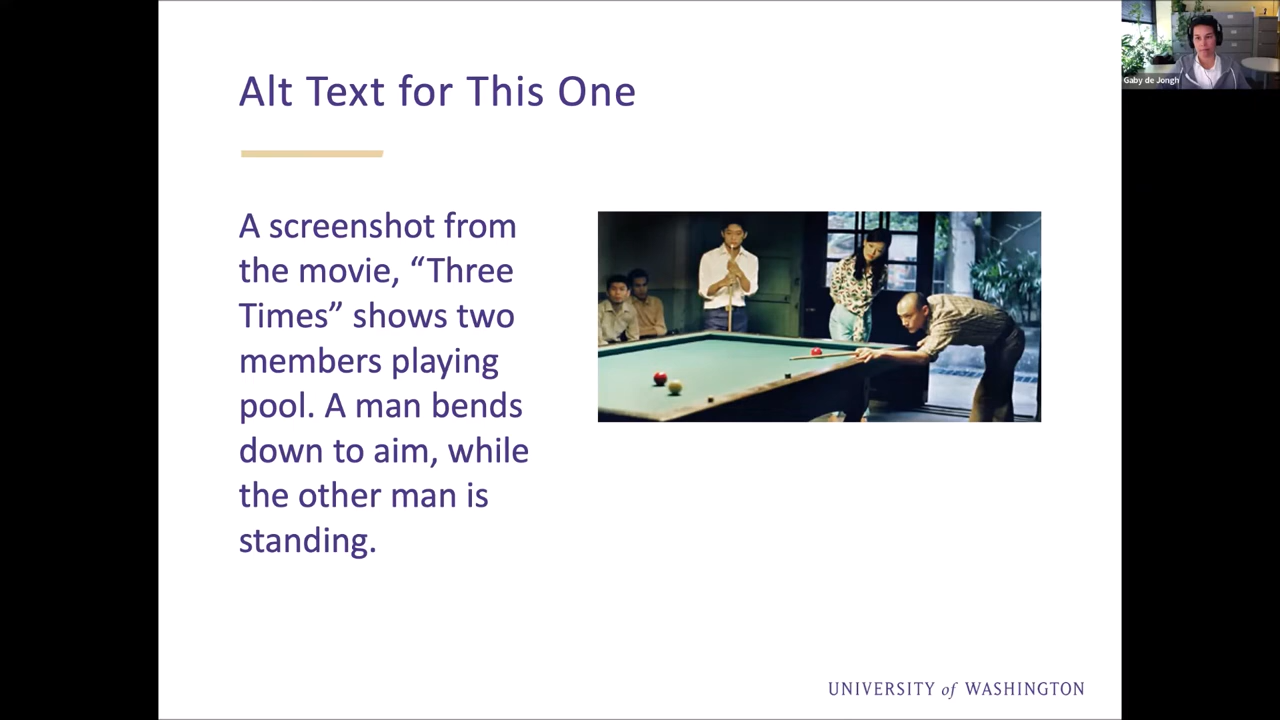 Alt Text for This One
A screenshot from
the movie, “Three
Times” shows two
members playing
pool. A man bends
down to aim, while
the other man is
standing.
UNIVERSITY of WASHINGTON
Gaby de Jongh